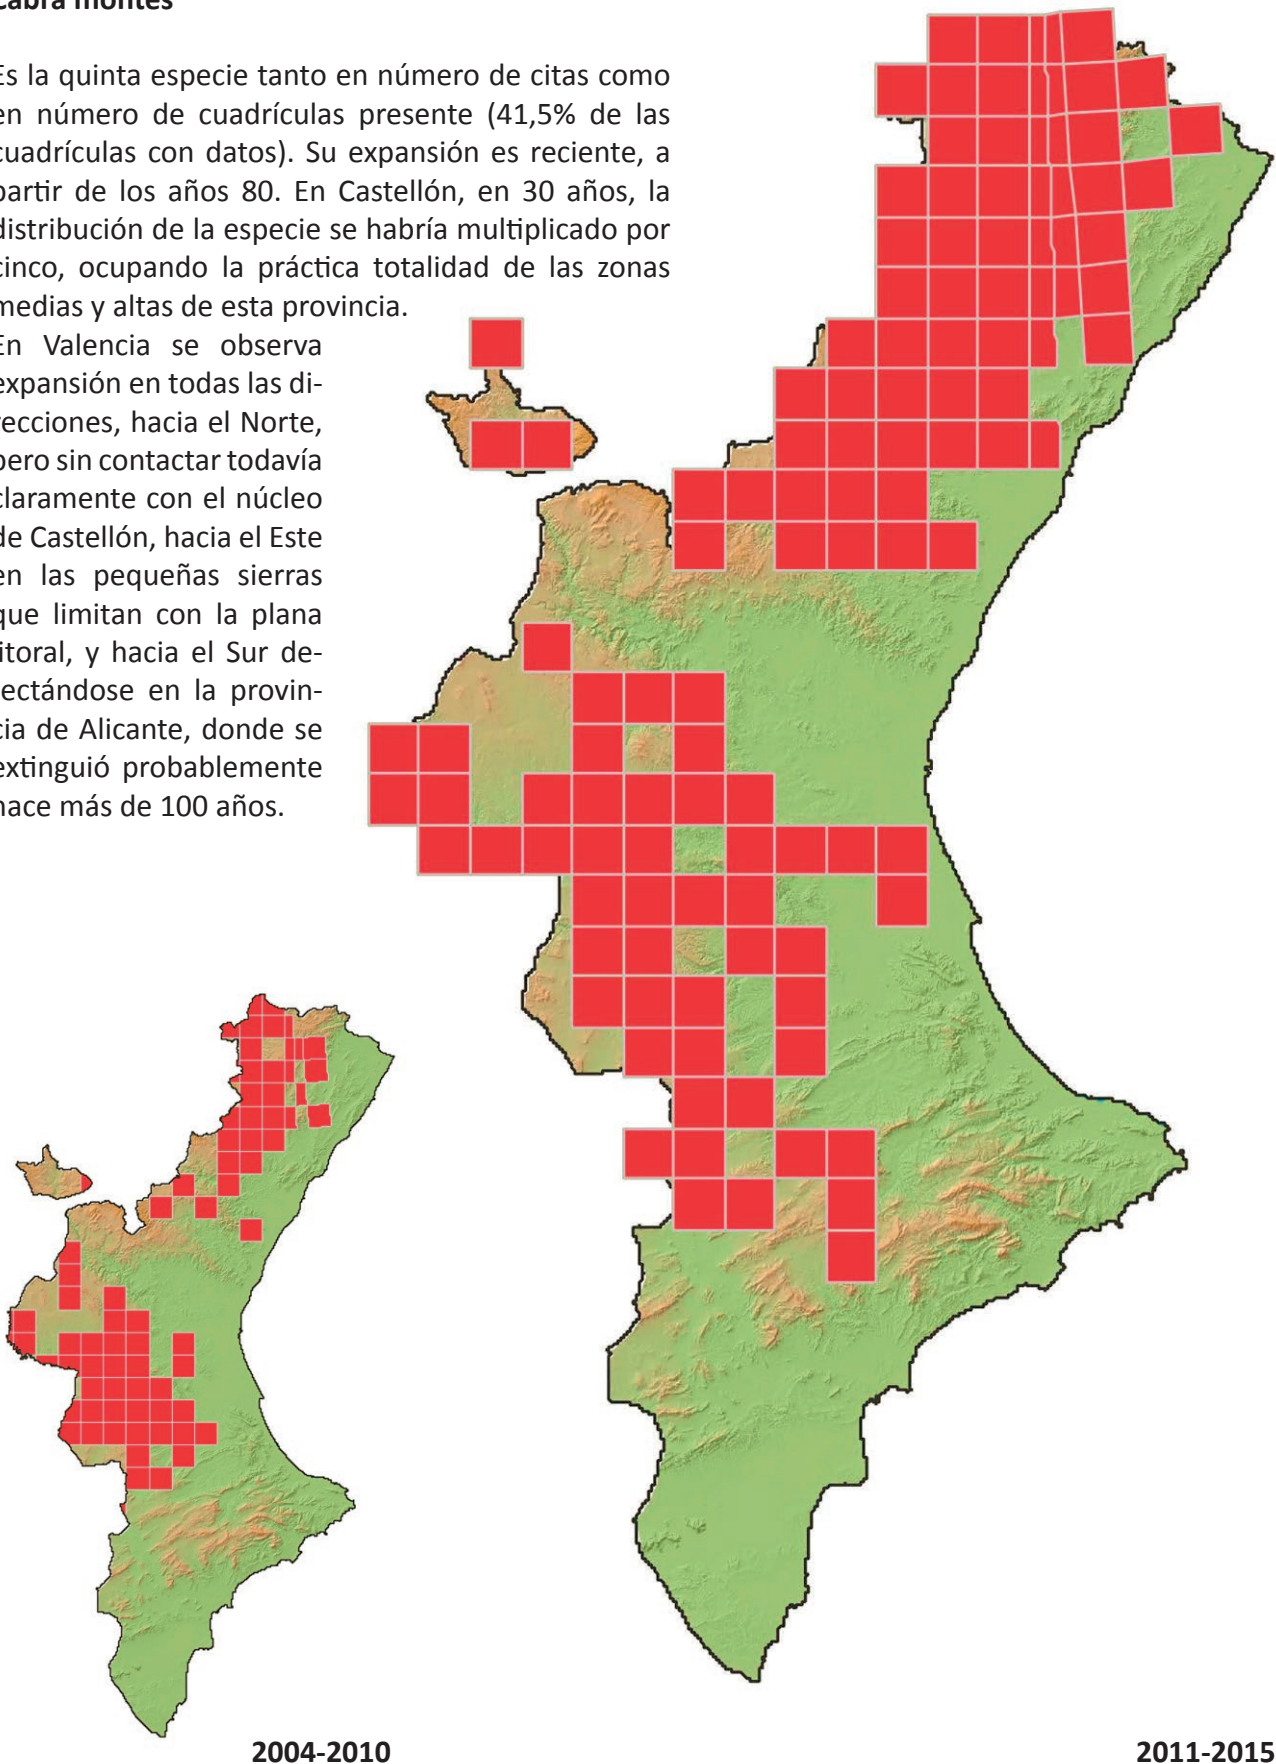 Cabra montés
Es la quinta especie tanto en número de citas como
en número de cuadrículas presente (41,5% de las
cuadrículas con datos). Su expansión es reciente, a
partir de los años 80. En Castellón, en 30 años, la
distribución de la especie se habría multiplicado por
cinco, ocupando la práctica totalidad de las zonas
medias y altas de esta provincia.
En Valencia se observa
expansión en todas las di-
recciones, hacia el Norte,
pero sin contactar todavía
claramente con el núcleo
de Castellón, hacia el Este
en las pequeñas sierras
que limitan con la plana
litoral, y hacia el Sur de-
tectándose en la provin-
cia de Alicante, donde se
extinguió probablemente
hace más de 100 años.
2004-2010
2011-2015